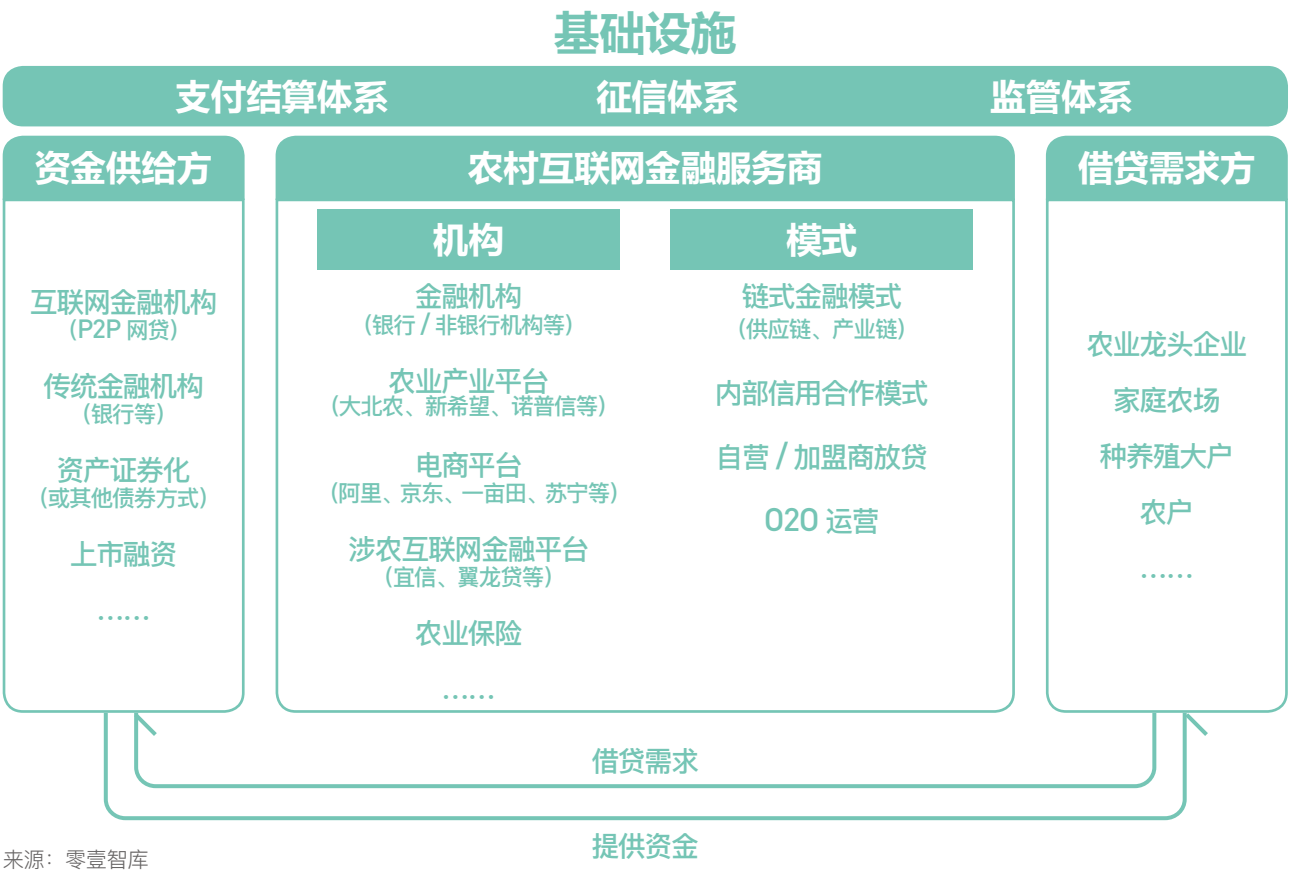 基础设施
支付结算体系
征信体系
监管体系
资金供给方
互联网金融机构
(P2P 网贷)
传统金融机构
(银行等)
资产证券化
(或其他债券方式)
上市融资
……
农村互联网金融服务商
机构
金融机构
(银行 / 非银行机构等)
农业产业平台
(大北农、新希望、诺普信等)
电商平台
(阿里、京东、一亩田、苏宁等)
涉农互联网金融平台
(宜信、翼龙贷等)
农业保险
……
模式
链式金融模式
(供应链、产业链)
内部信用合作模式
自营 / 加盟商放贷
O2O 运营
借贷需求方
农业龙头企业
家庭农场
种养殖大户
农户
……
借贷需求
提供资金
来源：零壹智库